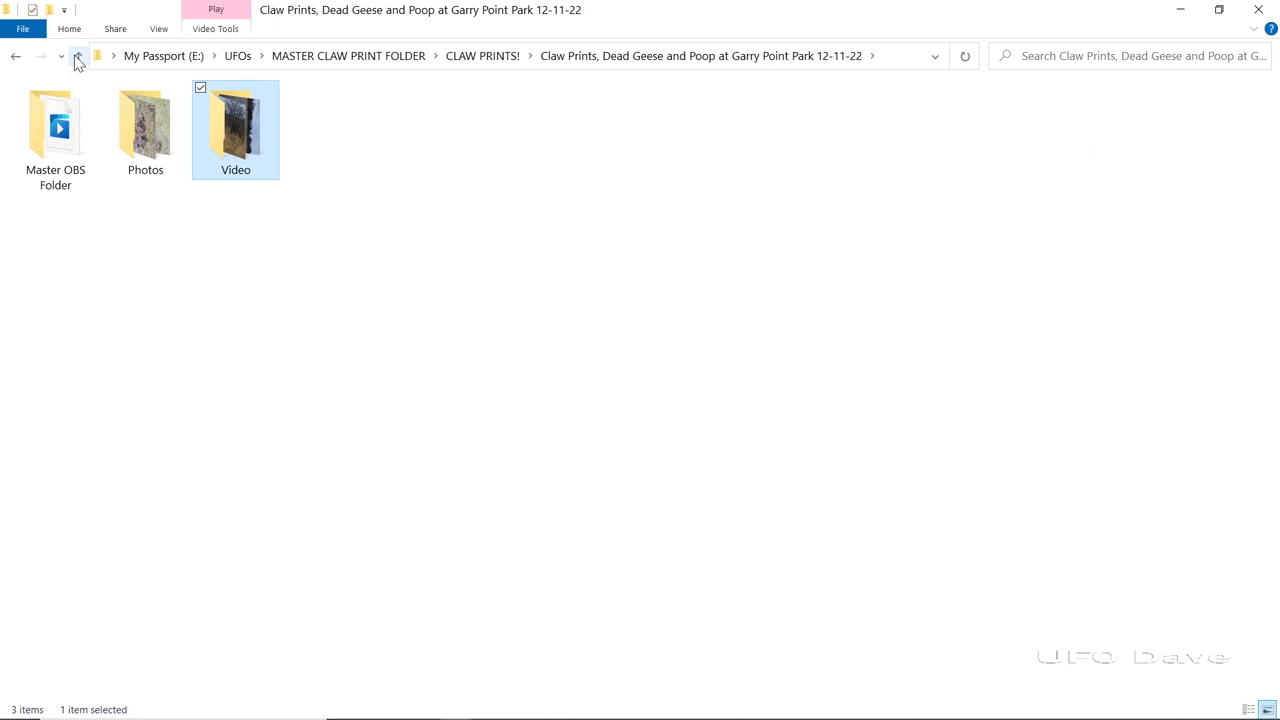 Play
Claw Prints, Dead Geese and Poop at Garry Point Park 12-11-22
File
Home
Share
View
Video Tools
My Passport (E:)
UFOs
MASTER CLAW PRINT FOLDER
CLAW PRINTS!
Claw Prints, Dead Geese and Poop at Garry Point Park 12-11-22
Search Claw Prints, Dead Geese and Poop at G...
Master OBS
Folder
Photos
Video
UFO Dave
3 items
1 item selected